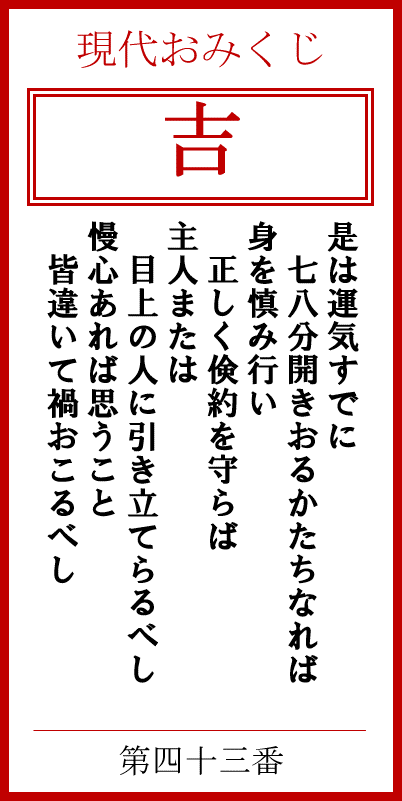 現代おみくじ
吉
是は運気すでに
七八分開きおるかたちなれば
身を慎み行い
正しく倹約を守らば
主人または
目上の人に引き立てらるべし
慢心あれば思うこと
皆違いて禍おこるべし
第四十三番